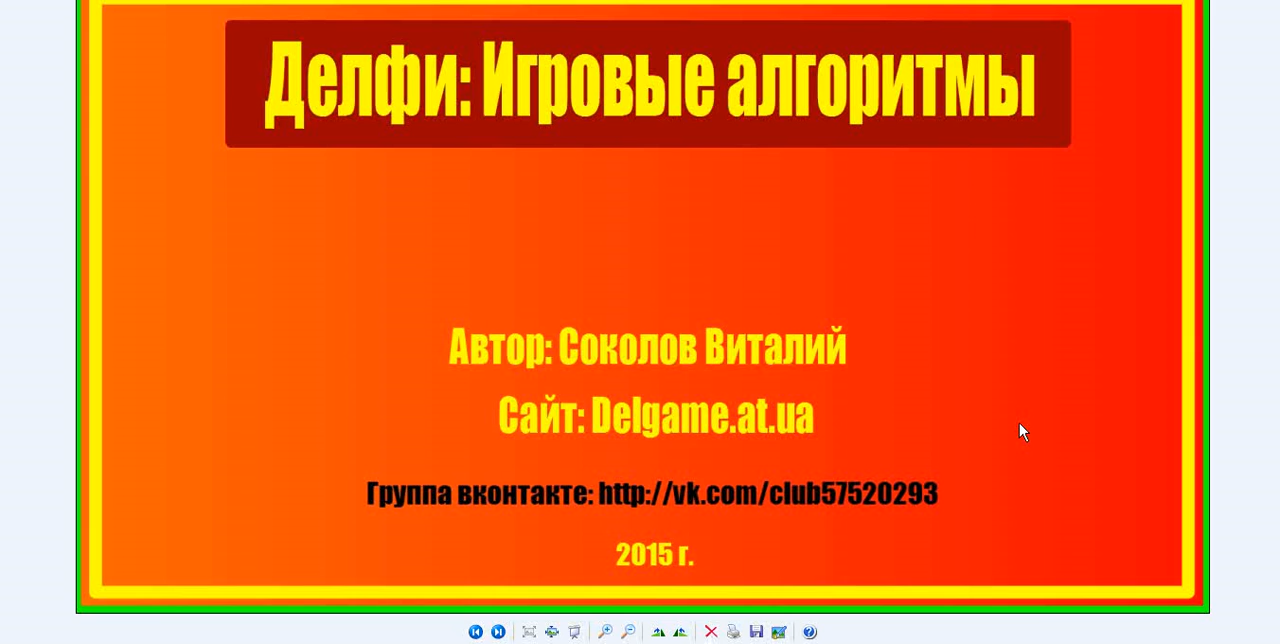 Делфи: Игровые алгоритмы
Автор: Соколов Виталий
Сайт: Delgame.at.ua
Группа вконтакте: http://vk.com/club57520293
2015 г.